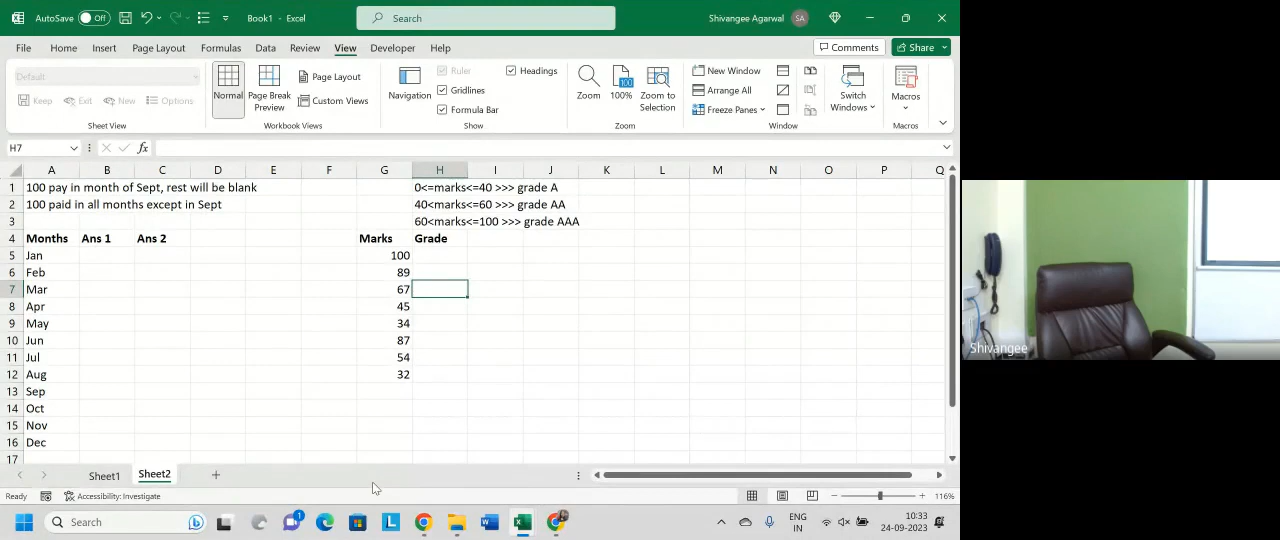 AutoSave Off Book1 - Excel Search Shivangee Agarwal SA
File Home Insert Page Layout Formulas Data Review View Developer Help Comments Share
Default
Keep Exit New Options
Sheet View
Normal
Page Break Preview
Page Layout
Custom Views
Workbook Views
Navigation
Ruler
Gridlines
Formula Bar
Headings
Show
Zoom
100
100%
Zoom to Selection
Zoom
New Window
Arrange All
Freeze Panes
Switch Windows
Window
Macros
Macros
H7 fx
A B C D E F G H I J K L M N O P Q
1 100 pay in month of Sept, rest will be blank 0<=marks<=40 >>> grade A
2 100 paid in all months except in Sept 40<marks<=60 >>> grade AA
3 60<marks<=100 >>> grade AAA
4 Months Ans 1 Ans 2 Marks Grade
5 Jan 100
6 Feb 89
7 Mar 67
8 Apr 45
9 May 34
10 Jun 87
11 Jul 54
12 Aug 32
13 Sep
14 Oct
15 Nov
16 Dec
17
Sheet1 Sheet2
Ready Accessibility: Investigate 116%
Search 1 L ENG IN 10:33 24-09-2023
Shivangee